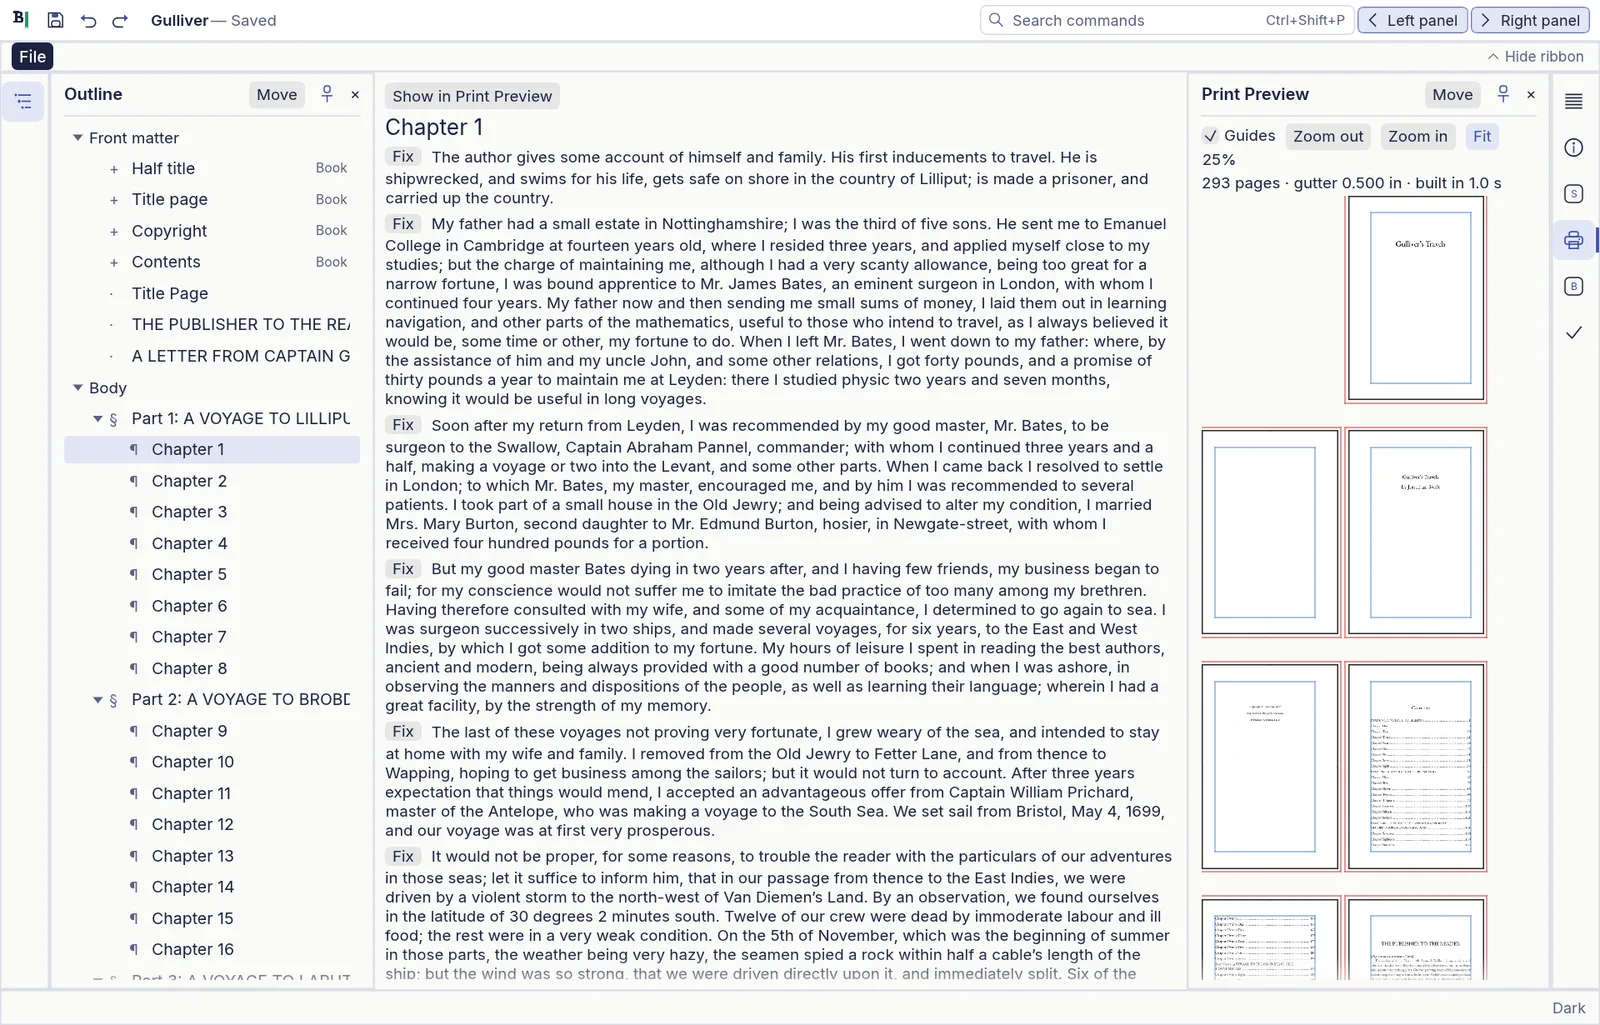 B
Gulliver — Saved
Search commands Ctrl+Shift+P
Left panel
Right panel
File
Hide ribbon
Outline
Move
×
Front matter
+ Half title Book
+ Title page Book
+ Copyright Book
+ Contents Book
· Title Page
· THE PUBLISHER TO THE REA
· A LETTER FROM CAPTAIN G
Body
§ Part 1: A VOYAGE TO LILLIPU
¶ Chapter 1
¶ Chapter 2
¶ Chapter 3
¶ Chapter 4
¶ Chapter 5
¶ Chapter 6
¶ Chapter 7
¶ Chapter 8
§ Part 2: A VOYAGE TO BROBD
¶ Chapter 9
¶ Chapter 10
¶ Chapter 11
¶ Chapter 12
¶ Chapter 13
¶ Chapter 14
¶ Chapter 15
¶ Chapter 16
§ Part 3: A VOYAGE TO LAPUT
Show in Print Preview
Chapter 1
Fix The author gives some account of himself and family. His first inducements to travel. He is
shipwrecked, and swims for his life, gets safe on shore in the country of Lilliput; is made a prisoner, and
carried up the country.
Fix My father had a small estate in Nottinghamshire; I was the third of five sons. He sent me to Emanuel
College in Cambridge at fourteen years old, where I resided three years, and applied myself close to my
studies; but the charge of maintaining me, although I had a very scanty allowance, being too great for a
narrow fortune, I was bound apprentice to Mr. James Bates, an eminent surgeon in London, with whom I
continued four years. My father now and then sending me small sums of money, I laid them out in learning
navigation, and other parts of the mathematics, useful to those who intend to travel, as I always believed it
would be, some time or other, my fortune to do. When I left Mr. Bates, I went down to my father: where, by
the assistance of him and my uncle John, and some other relations, I got forty pounds, and a promise of
thirty pounds a year to maintain me at Leyden: there I studied physic two years and seven months,
knowing it would be useful in long voyages.
Fix Soon after my return from Leyden, I was recommended by my good master, Mr. Bates, to be
surgeon to the Swallow, Captain Abraham Pannel, commander; with whom I continued three years and a
half, making a voyage or two into the Levant, and some other parts. When I came back I resolved to settle
in London; to which Mr. Bates, my master, encouraged me, and by him I was recommended to several
patients. I took part of a small house in the Old Jewry; and being advised to alter my condition, I married
Mrs. Mary Burton, second daughter to Mr. Edmund Burton, hosier, in Newgate-street, with whom I
received four hundred pounds for a portion.
Fix But my good master Bates dying in two years after, and I having few friends, my business began to
fail; for my conscience would not suffer me to imitate the bad practice of too many among my brethren.
Having therefore consulted with my wife, and some of my acquaintance, I determined to go again to sea. I
was surgeon successively in two ships, and made several voyages, for six years, to the East and West
Indies, by which I got some addition to my fortune. My hours of leisure I spent in reading the best authors,
ancient and modern, being always provided with a good number of books; and when I was ashore, in
observing the manners and dispositions of the people, as well as learning their language; wherein I had a
great facility, by the strength of my memory.
Fix The last of these voyages not proving very fortunate, I grew weary of the sea, and intended to stay
at home with my wife and family. I removed from the Old Jewry to Fetter Lane, and from thence to
Wapping, hoping to get business among the sailors; but it would not turn to account. After three years
expectation that things would mend, I accepted an advantageous offer from Captain William Prichard,
master of the Antelope, who was making a voyage to the South Sea. We set sail from Bristol, May 4, 1699,
and our voyage was at first very prosperous.
Fix It would not be proper, for some reasons, to trouble the reader with the particulars of our adventures
in those seas; let it suffice to inform him, that in our passage from thence to the East Indies, we were
driven by a violent storm to the north-west of Van Diemen’s Land. By an observation, we found ourselves
in the latitude of 30 degrees 2 minutes south. Twelve of our crew were dead by immoderate labour and ill
food; the rest were in a very weak condition. On the 5th of November, which was the beginning of summer
in those parts, the weather being very hazy, the seamen spied a rock within half a cable’s length of the
ship; but the wind was so strong, that we were driven directly upon it, and immediately split. Six of the
Print Preview
Move
×
Guides
Zoom out
Zoom in
Fit
25%
293 pages · gutter 0.500 in · built in 1.0 s
Gulliver's Travels
Gulliver's Travels
by Jonathan Swift
Contents
THE PUBLISHER TO THE READER.
S
B
Dark